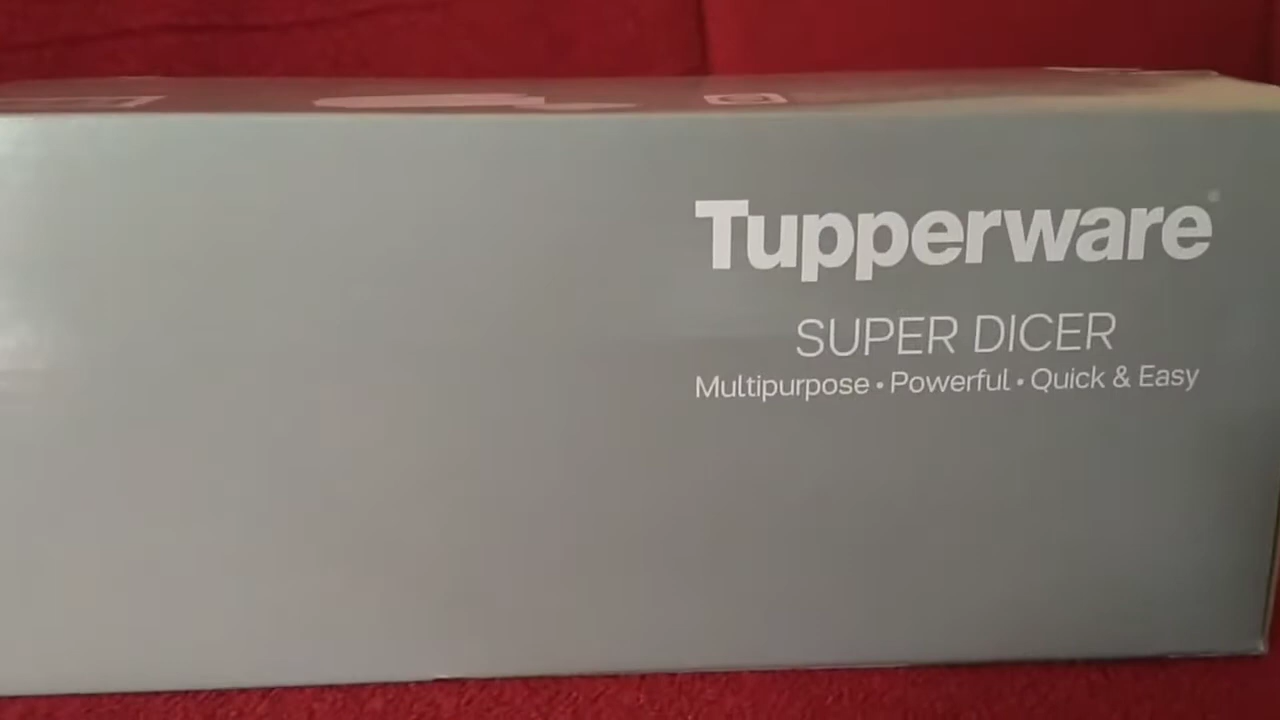 Tupperware®
SUPER DICER
Multipurpose • Powerful • Quick & Easy